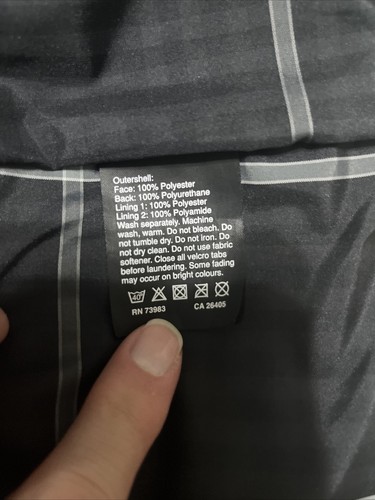 Outershell:
Face: 100% Polyester
Back: 100% Polyurethane
Lining 1: 100% Polyester
Lining 2: 100% Polyamide
Wash separately. Machine
wash, warm. Do not bleach. Do
not tumble dry. Do not iron. Do
not dry clean. Do not use fabric
softener. Close all velcro tabs
before laundering. Some fading
may occur on bright colours.
40°
RN 73983 CA 26405